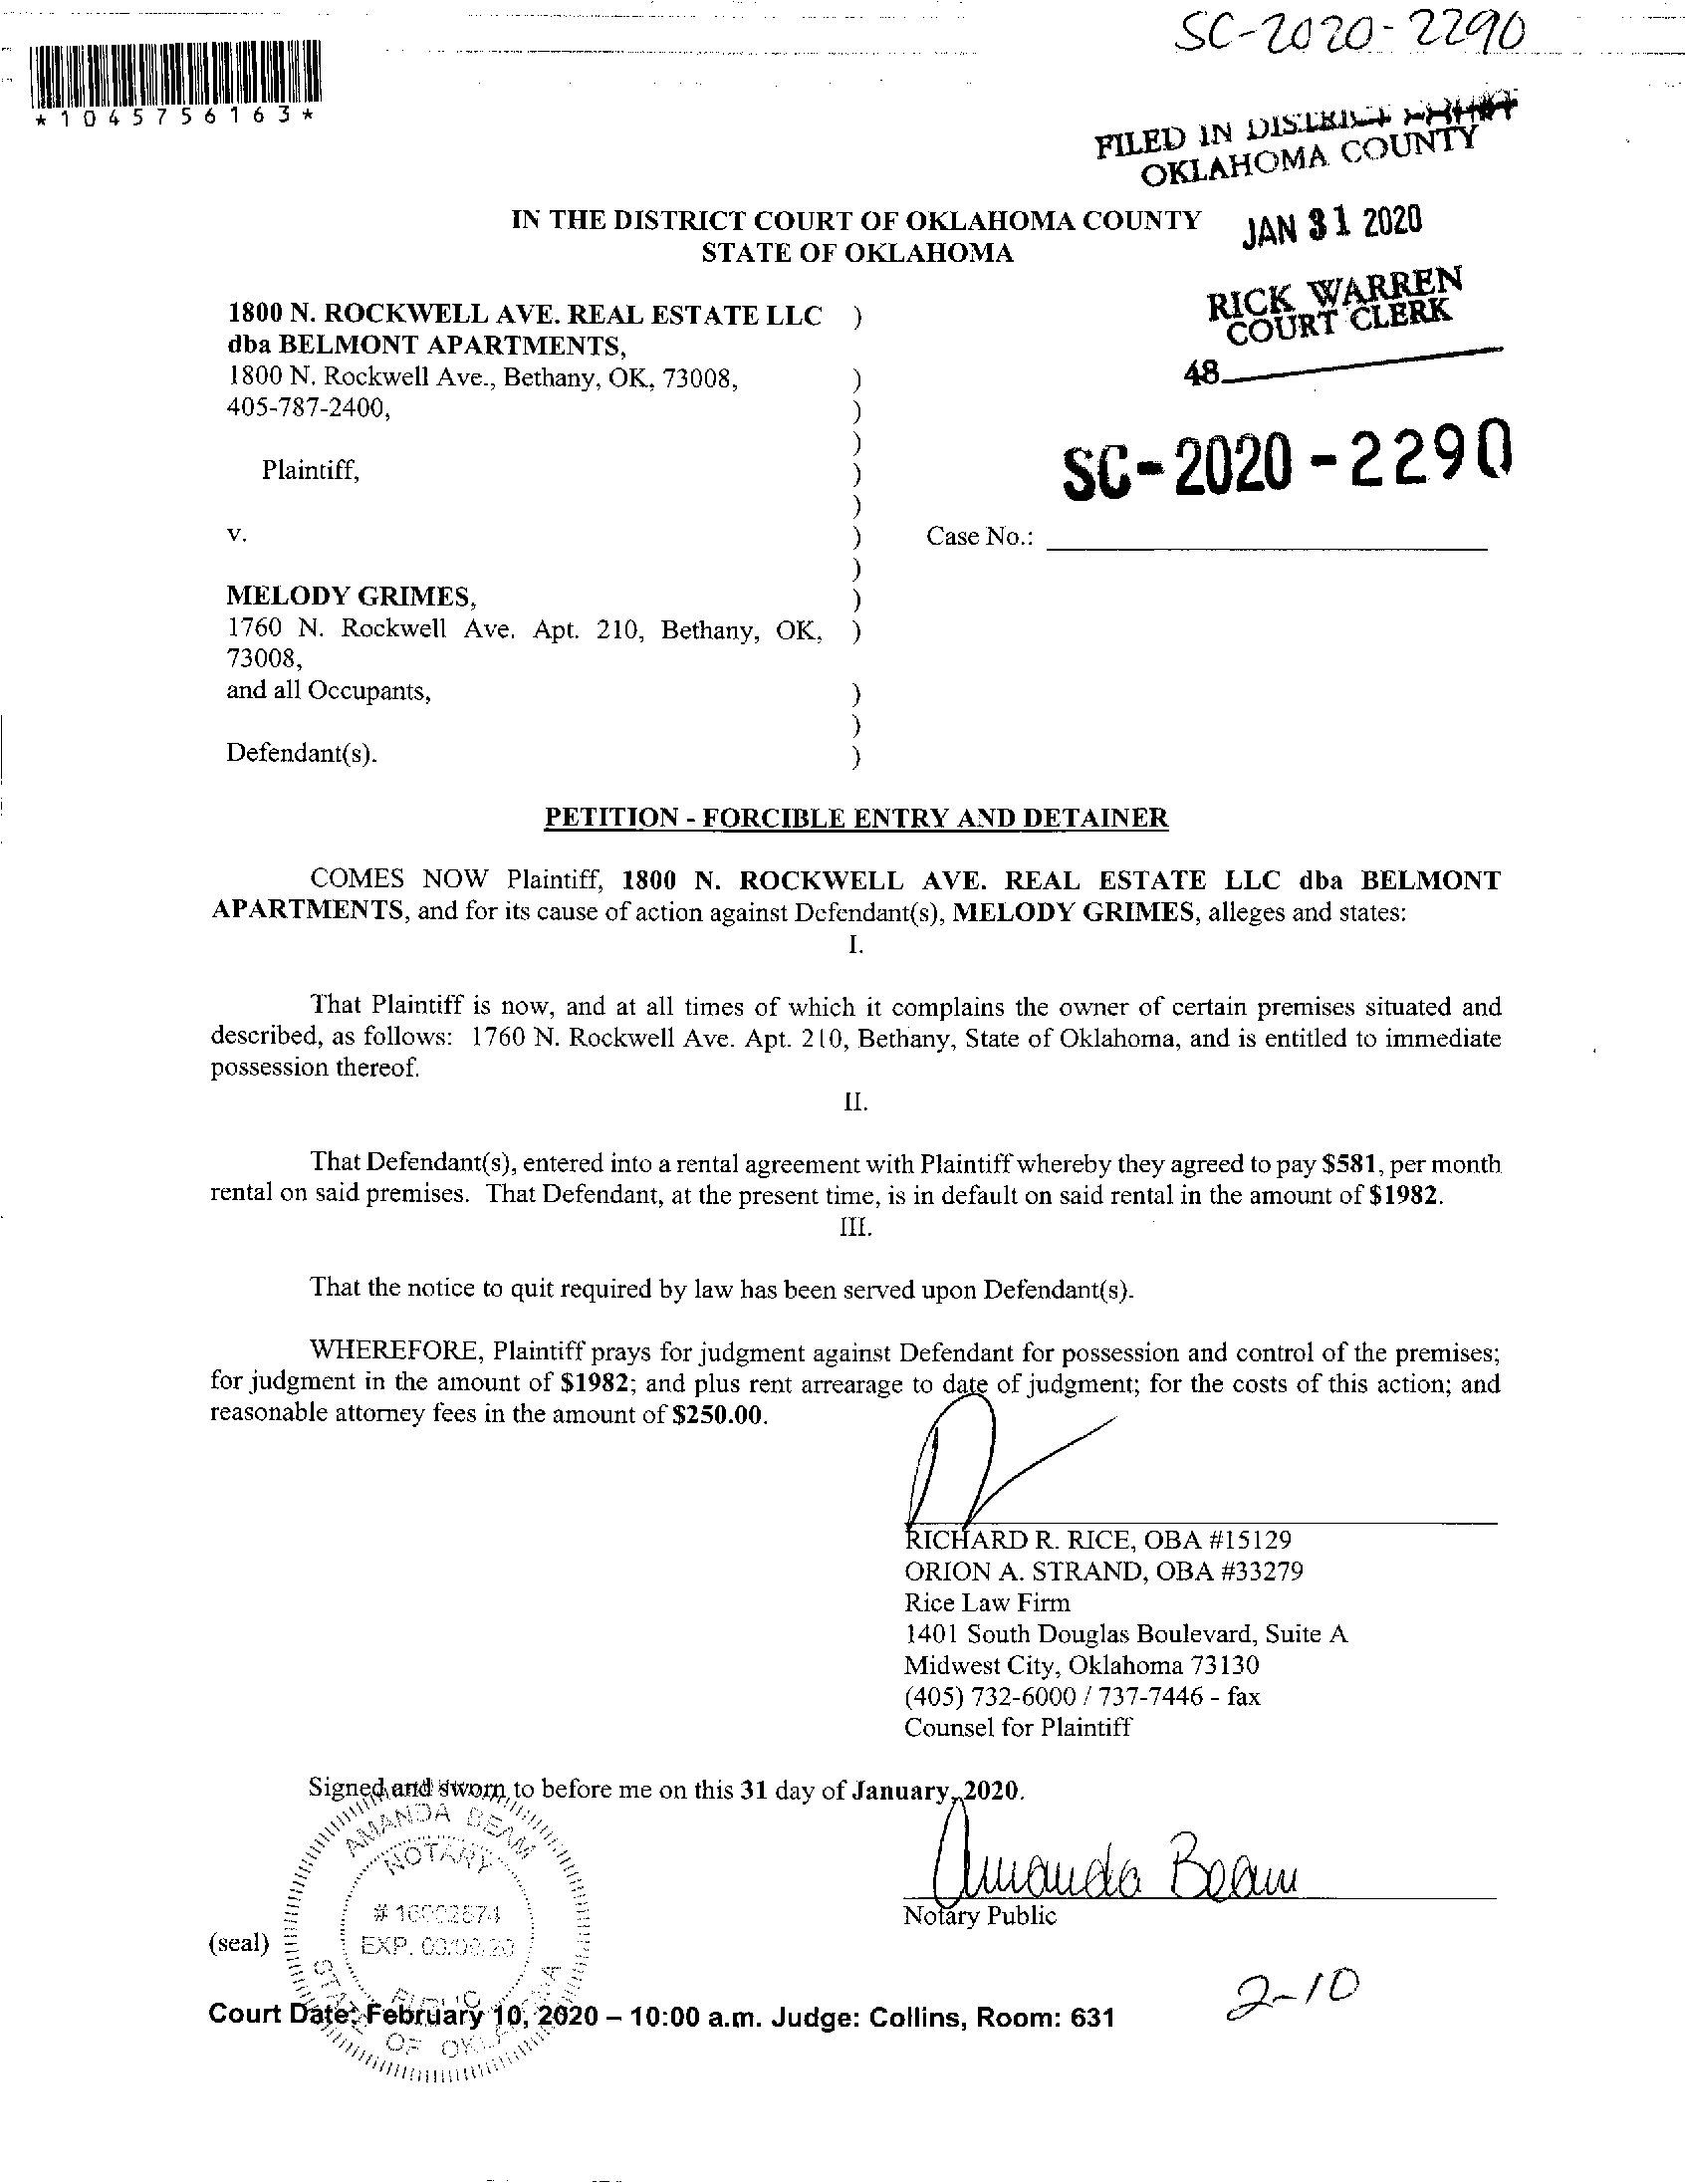 SC-2020-2290
*1045756163*
FILED IN DISTRICT COURT
OKLAHOMA COUNTY
JAN 31 2020
RICK WARREN
COURT CLERK
48
IN THE DISTRICT COURT OF OKLAHOMA COUNTY
STATE OF OKLAHOMA
1800 N. ROCKWELL AVE. REAL ESTATE LLC )
dba BELMONT APARTMENTS,
1800 N. Rockwell Ave., Bethany, OK, 73008, )
405-787-2400, )
)
Plaintiff, )
)
v. )
)
SC-2020-2290
Case No.:
MELODY GRIMES, )
1760 N. Rockwell Ave. Apt. 210, Bethany, OK, )
73008,
and all Occupants, )
)
Defendant(s). )
PETITION - FORCIBLE ENTRY AND DETAINER
COMES NOW Plaintiff, 1800 N. ROCKWELL AVE. REAL ESTATE LLC dba BELMONT
APARTMENTS, and for its cause of action against Defendant(s), MELODY GRIMES, alleges and states:
I.
That Plaintiff is now, and at all times of which it complains the owner of certain premises situated and
described, as follows: 1760 N. Rockwell Ave. Apt. 210, Bethany, State of Oklahoma, and is entitled to immediate
possession thereof.
II.
That Defendant(s), entered into a rental agreement with Plaintiff whereby they agreed to pay $581, per month
rental on said premises. That Defendant, at the present time, is in default on said rental in the amount of $1982.
III.
That the notice to quit required by law has been served upon Defendant(s).
WHEREFORE, Plaintiff prays for judgment against Defendant for possession and control of the premises;
for judgment in the amount of $1982; and plus rent arrearage to date of judgment; for the costs of this action; and
reasonable attorney fees in the amount of $250.00.
RICHARD R. RICE, OBA #15129
ORION A. STRAND, OBA #33279
Rice Law Firm
1401 South Douglas Boulevard, Suite A
Midwest City, Oklahoma 73130
(405) 732-6000 / 737-7446 - fax
Counsel for Plaintiff
Signed and sworn to before me on this 31 day of January, 2020.
AMANDA BEAM
NOTARY
EXP.
PUBLIC
STATE OF OKLAHOMA
(seal)
Amanda Beam
Notary Public
2-10
Court Date: February 10, 2020 – 10:00 a.m. Judge: Collins, Room: 631